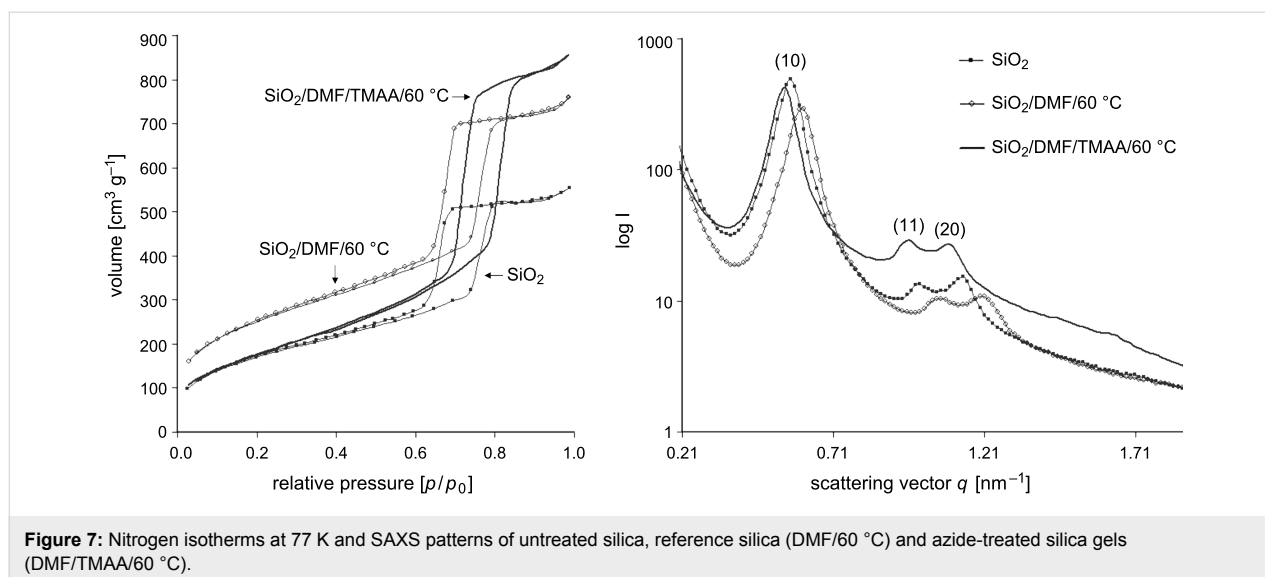 900
800
700
600
500
400
300
200
100
0
volume [cm³ g⁻¹]
SiO₂/DMF/TMAA/60 °C
SiO₂/DMF/60 °C
SiO₂
0.0 0.2 0.4 0.6 0.8 1.0
relative pressure [p/p₀]
1000
100
10
1
log I
(10)
(11) (20)
SiO₂
SiO₂/DMF/60 °C
SiO₂/DMF/TMAA/60 °C
0.21 0.71 1.21 1.71
scattering vector q [nm⁻¹]
Figure 7: Nitrogen isotherms at 77 K and SAXS patterns of untreated silica, reference silica (DMF/60 °C) and azide-treated silica gels
(DMF/TMAA/60 °C).